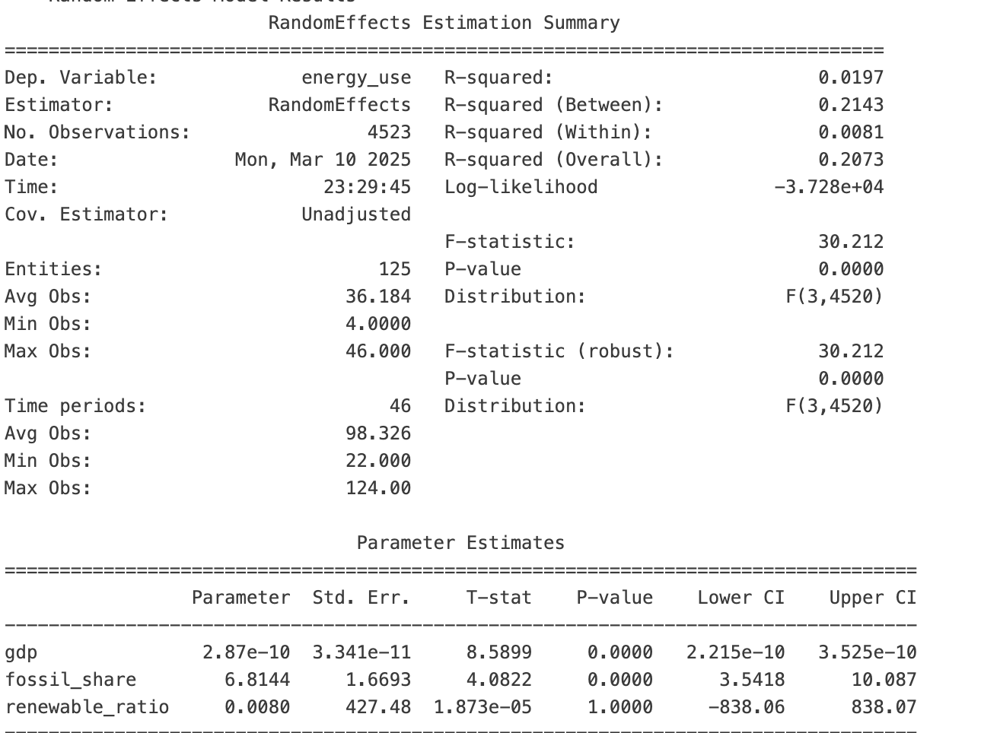 Random Effects Model Results
RandomEffects Estimation Summary
================================================================================
Dep. Variable: energy_use R-squared: 0.0197
Estimator: RandomEffects R-squared (Between): 0.2143
No. Observations: 4523 R-squared (Within): 0.0081
Date: Mon, Mar 10 2025 R-squared (Overall): 0.2073
Time: 23:29:45 Log-likelihood -3.728e+04
Cov. Estimator: Unadjusted
F-statistic: 30.212
Entities: 125 P-value 0.0000
Avg Obs: 36.184 Distribution: F(3,4520)
Min Obs: 4.0000
Max Obs: 46.000 F-statistic (robust): 30.212
P-value 0.0000
Time periods: 46 Distribution: F(3,4520)
Avg Obs: 98.326
Min Obs: 22.000
Max Obs: 124.00
Parameter Estimates
===================================================================================
Parameter Std. Err. T-stat P-value Lower CI Upper CI
-----------------------------------------------------------------------------------
gdp 2.87e-10 3.341e-11 8.5899 0.0000 2.215e-10 3.525e-10
fossil_share 6.8144 1.6693 4.0822 0.0000 3.5418 10.087
renewable_ratio 0.0080 427.48 1.873e-05 1.0000 -838.06 838.07